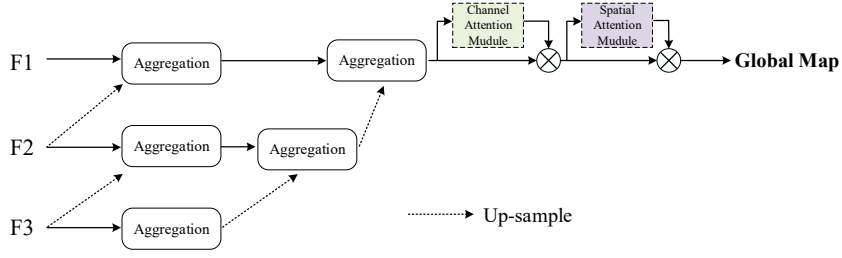 Channel
Attention
Mudule
Spatial
Attention
Mudule
F1
Aggregation
Aggregation
Global Map
F2
Aggregation
Aggregation
F3
Aggregation
Up-sample